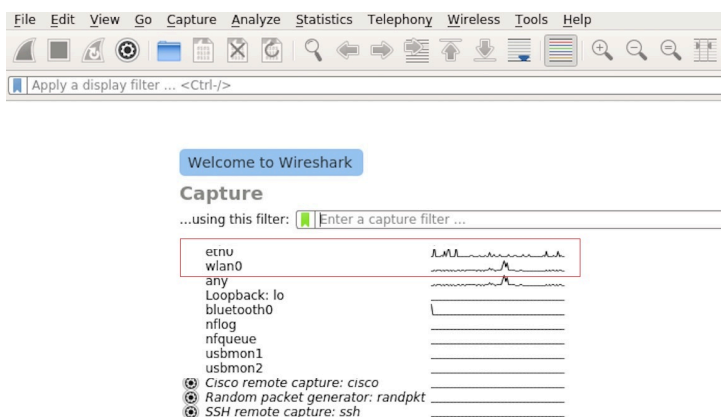 File Edit View Go Capture Analyze Statistics Telephony Wireless Tools Help
Apply a display filter ... <Ctrl-/>
Welcome to Wireshark
Capture
...using this filter: Enter a capture filter ...
eth0
wlan0
any
Loopback: lo
bluetooth0
nflog
nfqueue
usbmon1
usbmon2
Cisco remote capture: cisco
Random packet generator: randpkt
SSH remote capture: ssh